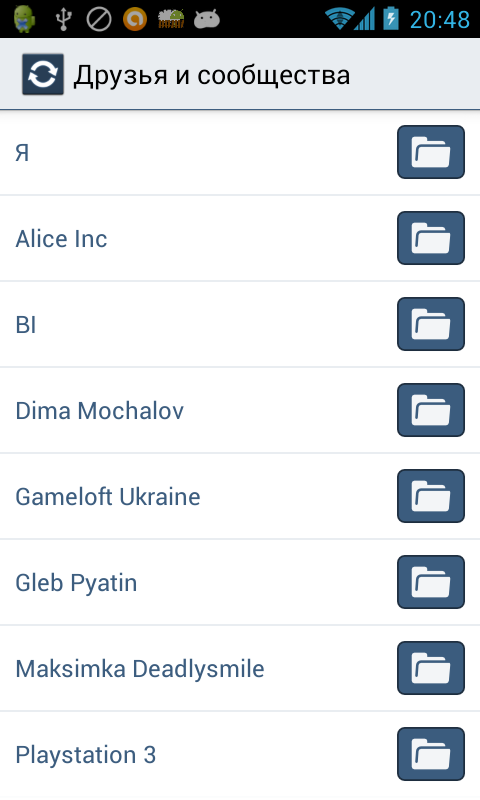 20:48
Друзья и сообщества
Я
Alice Inc
BI
Dima Mochalov
Gameloft Ukraine
Gleb Pyatin
Maksimka Deadlysmile
Playstation 3